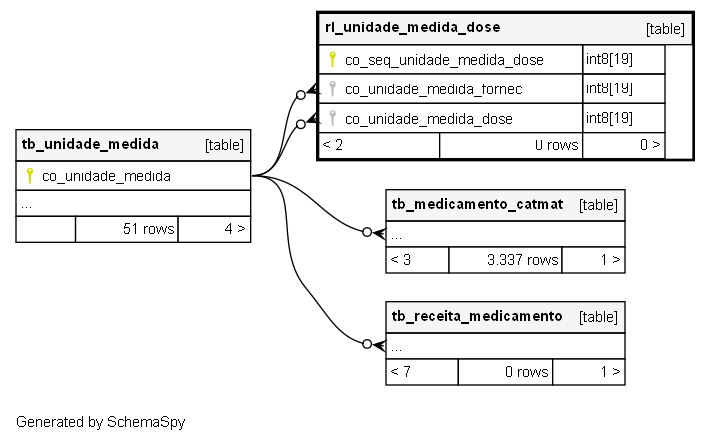 rl_unidade_medida_dose [table]
co_seq_unidade_medida_dose int8[19]
co_unidade_medida_fornec int8[19]
co_unidade_medida_dose int8[19]
< 2 0 rows 0 >
tb_unidade_medida [table]
co_unidade_medida
...
51 rows 4 >
tb_medicamento_catmat [table]
...
< 3 3.337 rows 1 >
tb_receita_medicamento [table]
...
< 7 0 rows 1 >
Generated by SchemaSpy